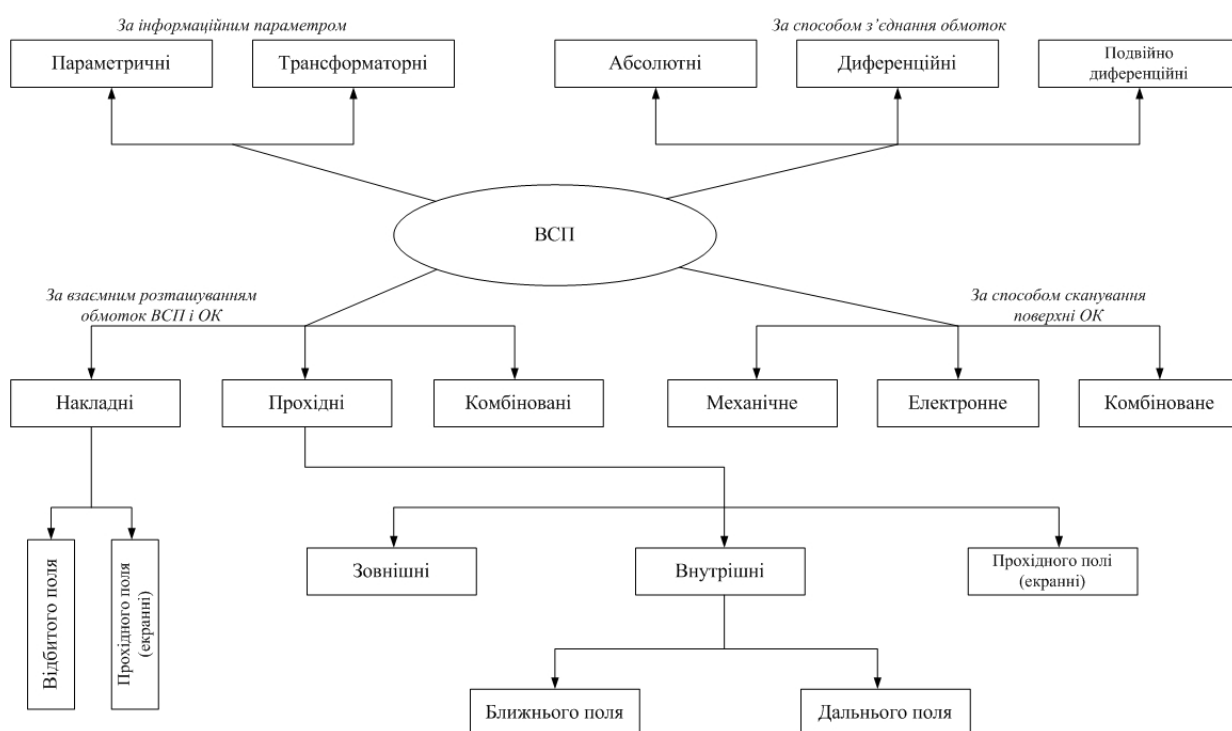 За інформаційним параметром
За способом з’єднання обмоток
Параметричні
Трансформаторні
Абсолютні
Диференційні
Подвійно
диференційні
ВСП
За взаємним розташуванням
обмоток ВСП і ОК
За способом сканування
поверхні ОК
Накладні
Прохідні
Комбіновані
Механічне
Електронне
Комбіноване
Відбитого поля
Прохідного поля
(екранні)
Зовнішні
Внутрішні
Прохідного полі
(екранні)
Ближнього поля
Дальнього поля